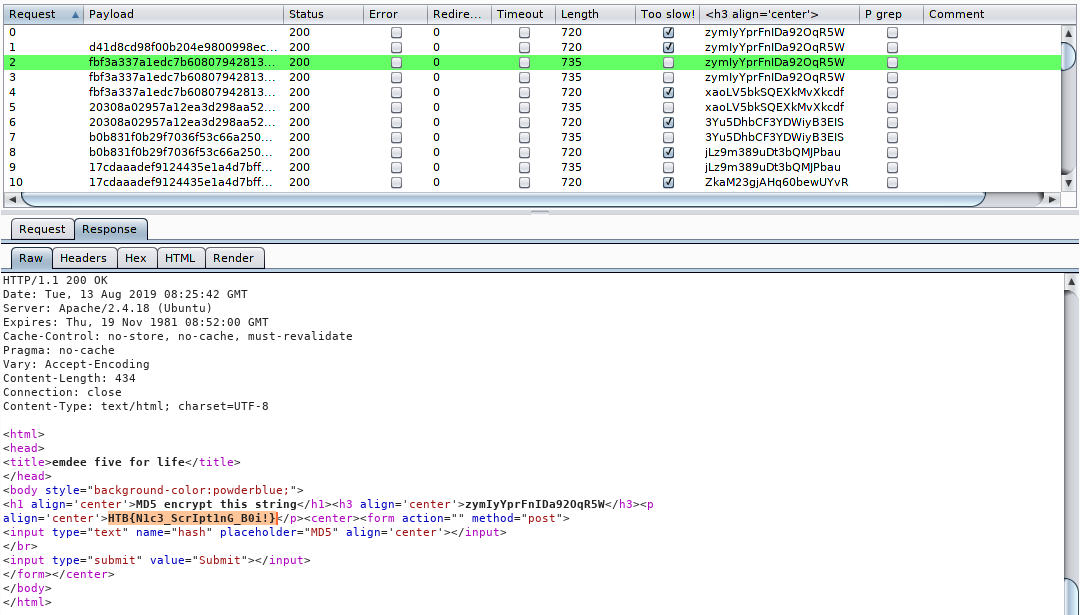 Request Payload Status Error Redire... Timeout Length Too slow! <h3 align='center'> P grep Comment
0 200 0 720 zymIyYprFnIDa92OqR5W
1 d41d8cd98f00b204e9800998ec... 200 0 720 zymIyYprFnIDa92OqR5W
2 fbf3a337a1edc7b60807942813... 200 0 735 zymIyYprFnIDa92OqR5W
3 fbf3a337a1edc7b60807942813... 200 0 735 zymIyYprFnIDa92OqR5W
4 fbf3a337a1edc7b60807942813... 200 0 720 xaoLV5bkSQEXkMvXkcdf
5 20308a02957a12ea3d298aa52... 200 0 735 xaoLV5bkSQEXkMvXkcdf
6 20308a02957a12ea3d298aa52... 200 0 720 3Yu5DhbCF3YDWiyB3EIS
7 b0b831f0b29f7036f53c66a250... 200 0 735 3Yu5DhbCF3YDWiyB3EIS
8 b0b831f0b29f7036f53c66a250... 200 0 720 jLz9m389uDt3bQMJPbau
9 17cdaaadef9124435e1a4d7bff... 200 0 735 jLz9m389uDt3bQMJPbau
10 17cdaaadef9124435e1a4d7bff... 200 0 720 ZkaM23gjAHq60bewUYvR
Request Response
Raw Headers Hex HTML Render
HTTP/1.1 200 OK
Date: Tue, 13 Aug 2019 08:25:42 GMT
Server: Apache/2.4.18 (Ubuntu)
Expires: Thu, 19 Nov 1981 08:52:00 GMT
Cache-Control: no-store, no-cache, must-revalidate
Pragma: no-cache
Vary: Accept-Encoding
Content-Length: 434
Connection: close
Content-Type: text/html; charset=UTF-8
<html>
<head>
<title>emdee five for life</title>
</head>
<body style="background-color:powderblue;">
<h1 align='center'>MD5 encrypt this string</h1><h3 align='center'>zymIyYprFnIDa92OqR5W</h3><p
align='center'>HTB{N1c3_ScrIpt1nG_B0i!}</p><center><form action="" method="post">
<input type="text" name="hash" placeholder="MD5" align='center'></input>
</br>
<input type="submit" value="Submit"></input>
</form></center>
</body>
</html>